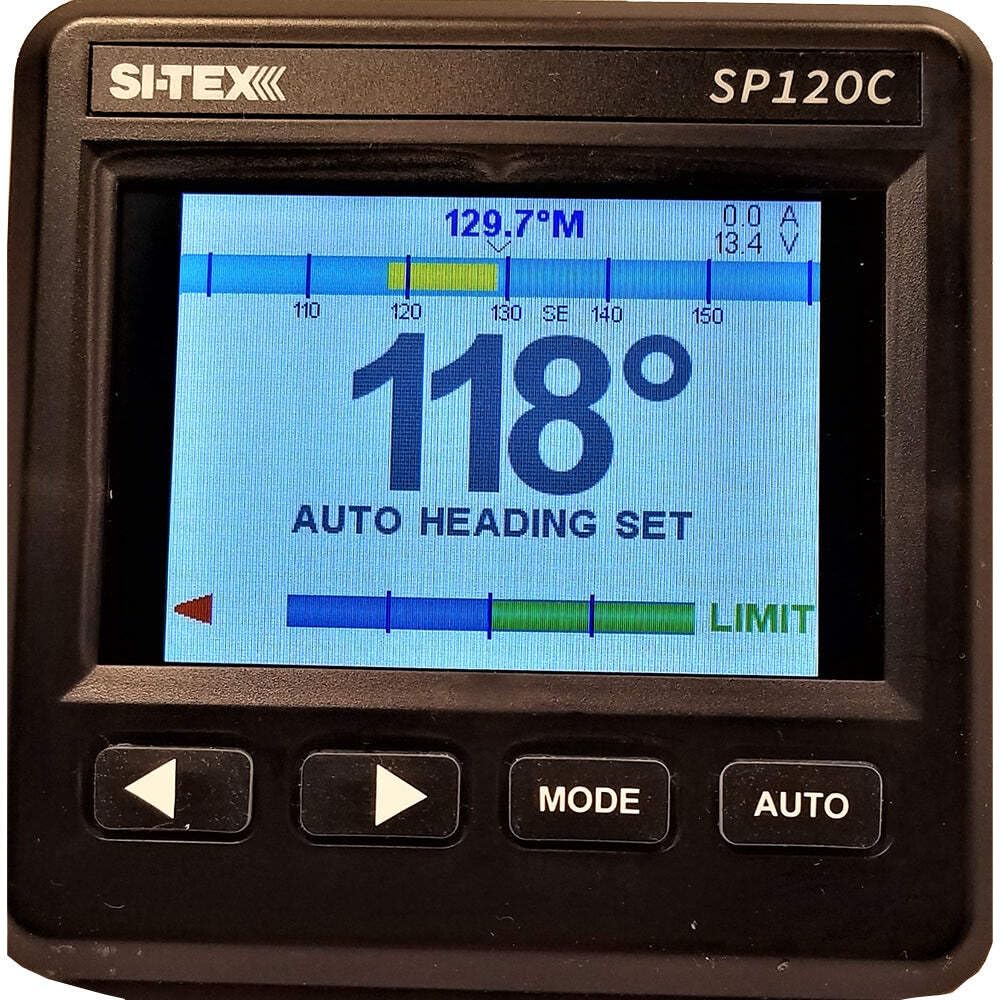 SI-TEX SP120C
129.7°M
0.0 A
13.4 V
110 120 130 SE 140 150
118°
AUTO HEADING SET
LIMIT
MODE AUTO